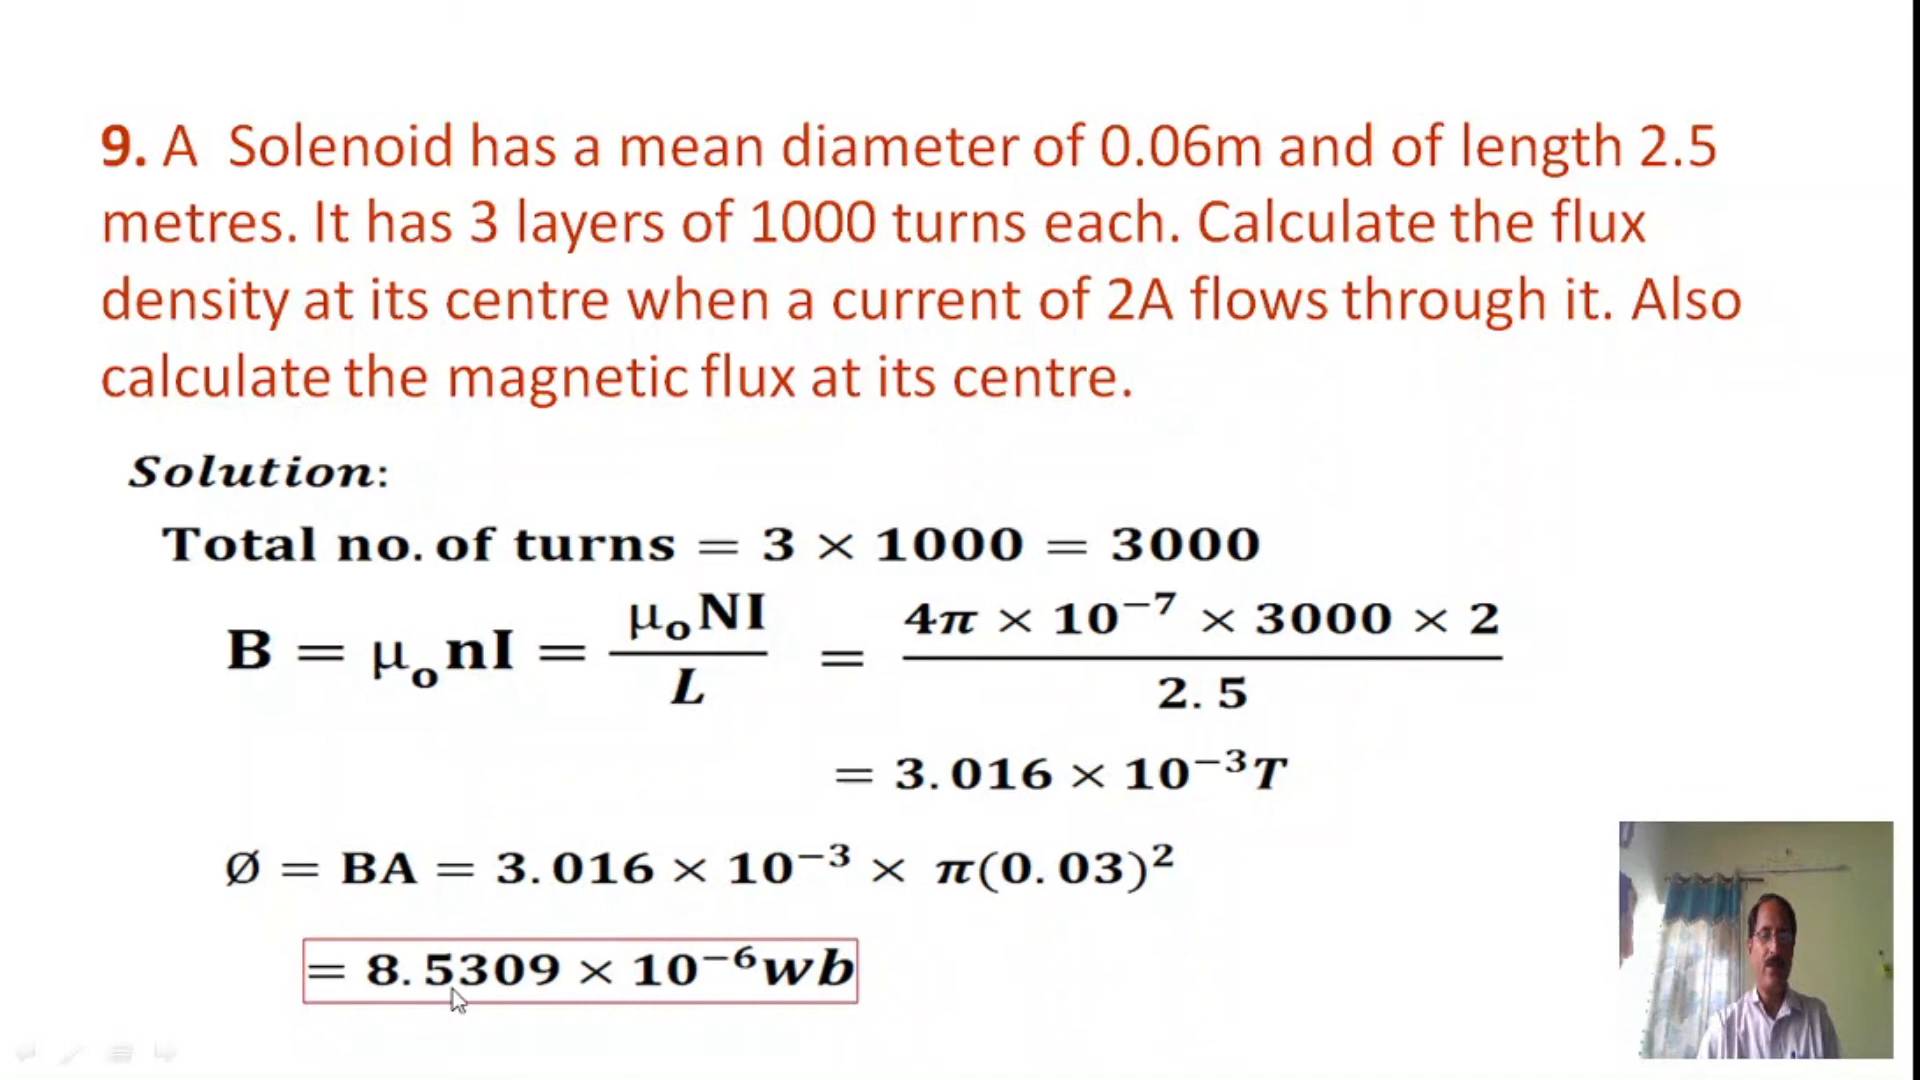 9. A Solenoid has a mean diameter of 0.06m and of length 2.5
metres. It has 3 layers of 1000 turns each. Calculate the flux
density at its centre when a current of 2A flows through it. Also
calculate the magnetic flux at its centre.
Solution:
Total no. of turns = 3 × 1000 = 3000
B = μₒnI = μₒNI / L = 4π × 10⁻⁷ × 3000 × 2 / 2.5
= 3.016 × 10⁻³T
Ø = BA = 3.016 × 10⁻³ × π(0.03)²
= 8.5309 × 10⁻⁶wb